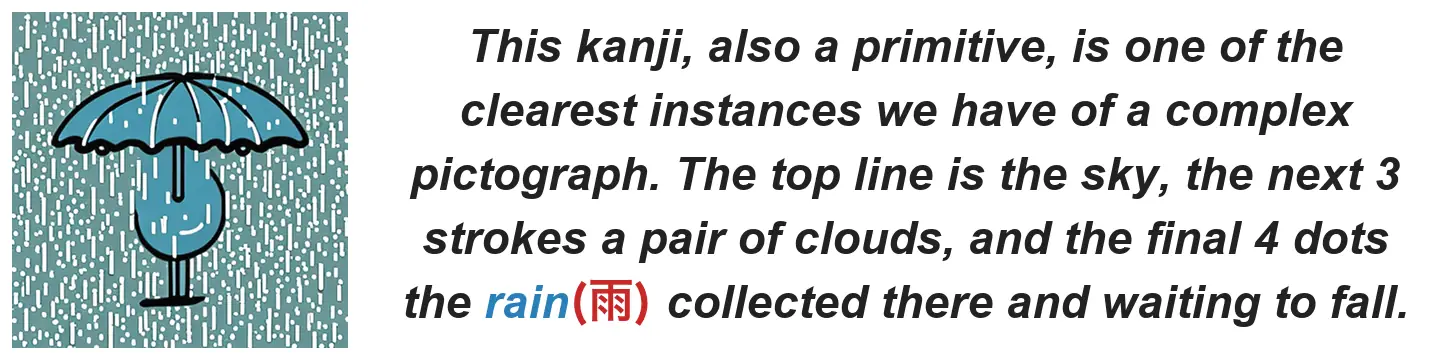 This kanji, also a primitive, is one of the
clearest instances we have of a complex
pictograph. The top line is the sky, the next 3
strokes a pair of clouds, and the final 4 dots
the rain(雨) collected there and waiting to fall.